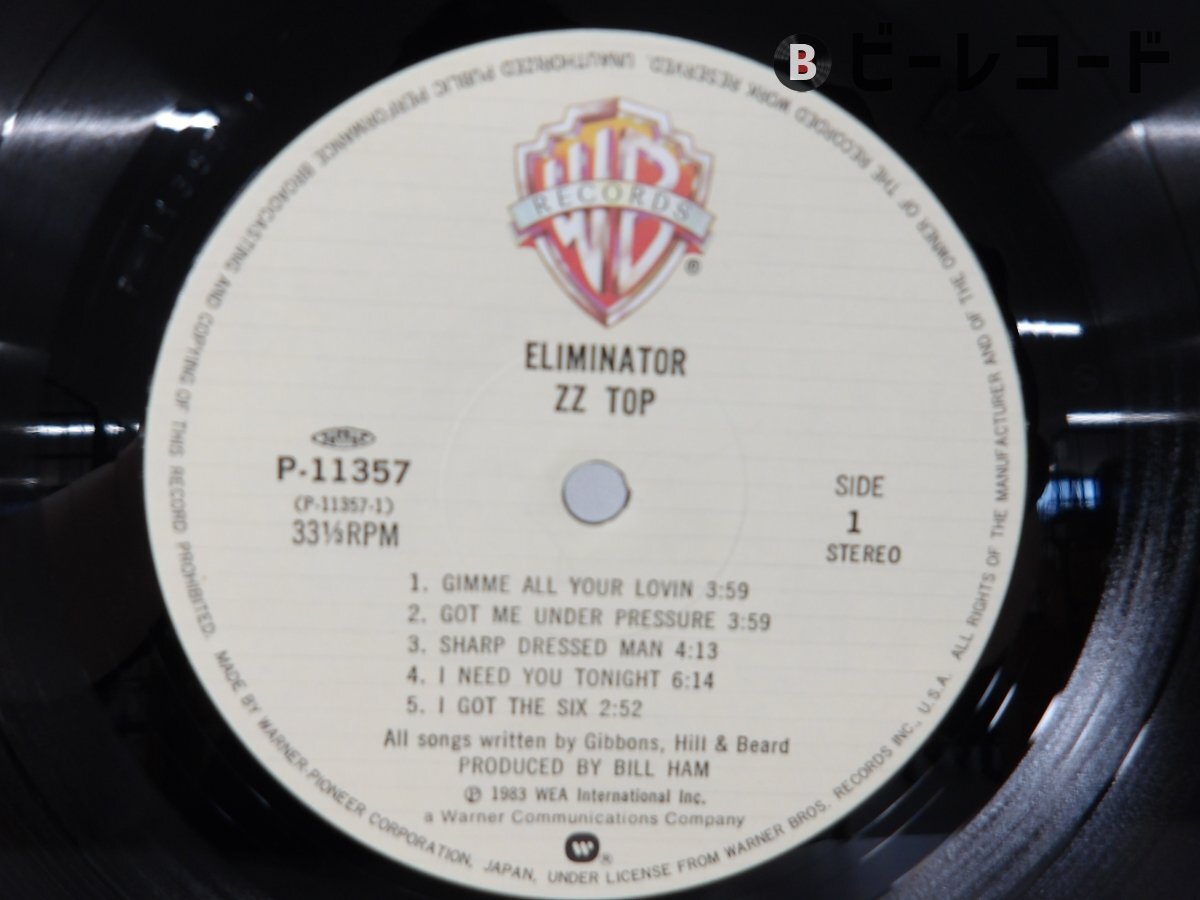 B ビーレコード
WB
RECORDS
®
ELIMINATOR
ZZ TOP
P-11357
(P-11357-1)
33⅓RPM
SIDE
1
STEREO
1. GIMME ALL YOUR LOVIN 3:59
2. GOT ME UNDER PRESSURE 3:59
3. SHARP DRESSED MAN 4:13
4. I NEED YOU TONIGHT 6:14
5. I GOT THE SIX 2:52
All songs written by Gibbons, Hill & Beard
PRODUCED BY BILL HAM
℗ 1983 WEA International Inc.
a Warner Communications Company
W®
MADE BY WARNER-PIONEER CORPORATION, JAPAN, UNDER LICENSE FROM WARNER BROS. RECORDS INC., U.S.A. ALL RIGHTS OF THE MANUFACTURER AND OF THE OWNER OF THE RECORDED WORK RESERVED. UNAUTHORIZED PUBLIC PERFORMANCE BROADCASTING AND COPYING OF THIS RECORD PROHIBITED.